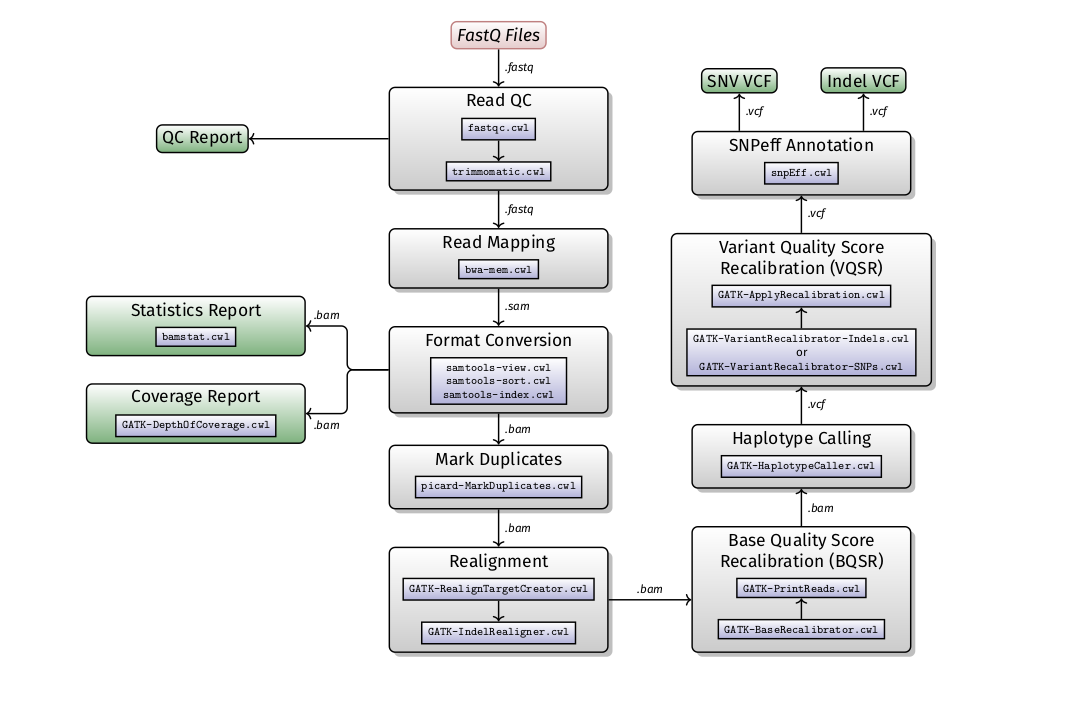 FastQ Files
.fastq
Read QC
fastqc.cwl
trimmomatic.cwl
QC Report
.fastq
Read Mapping
bwa-mem.cwl
.sam
Format Conversion
samtools-view.cwl
samtools-sort.cwl
samtools-index.cwl
.bam
Statistics Report
bamstat.cwl
Coverage Report
GATK-DepthOfCoverage.cwl
.bam
.bam
Mark Duplicates
picard-MarkDuplicates.cwl
.bam
Realignment
GATK-RealignTargetCreator.cwl
GATK-IndelRealigner.cwl
.bam
SNV VCF
Indel VCF
.vcf
.vcf
SNPeff Annotation
snpEff.cwl
.vcf
Variant Quality Score
Recalibration (VQSR)
GATK-ApplyRecalibration.cwl
GATK-VariantRecalibrator-Indels.cwl
or
GATK-VariantRecalibrator-SNPs.cwl
.vcf
Haplotype Calling
GATK-HaplotypeCaller.cwl
.bam
Base Quality Score
Recalibration (BQSR)
GATK-PrintReads.cwl
GATK-BaseRecalibrator.cwl